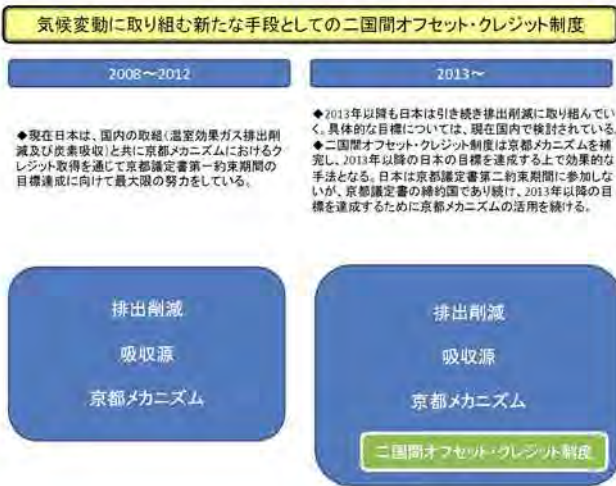 気候変動に取り組む新たな手段としての二国間オフセット・クレジット制度
2008～2012
◆現在日本は、国内の取組（温室効果ガス排出削
減及び炭素吸収）と共に京都メカニズムにおけるク
レジット取得を通じて京都議定書第一約束期間の
目標達成に向けて最大限の努力をしている。
排出削減
吸収源
京都メカニズム
2013～
◆2013年以降も日本は引き続き排出削減に取り組んでい
く。具体的な目標については、現在国内で検討されている
◆二国間オフセット・クレジット制度は京都メカニズムを補
完し、2013年以降の日本の目標を達成する上で効果的な
手法となる。日本は京都議定書第二約束期間に参加しな
いが、京都議定書の締約国であり続け、2013年以降の目
標を達成するために京都メカニズムの活用を続ける。
排出削減
吸収源
京都メカニズム
二国間オフセット・クレジット制度